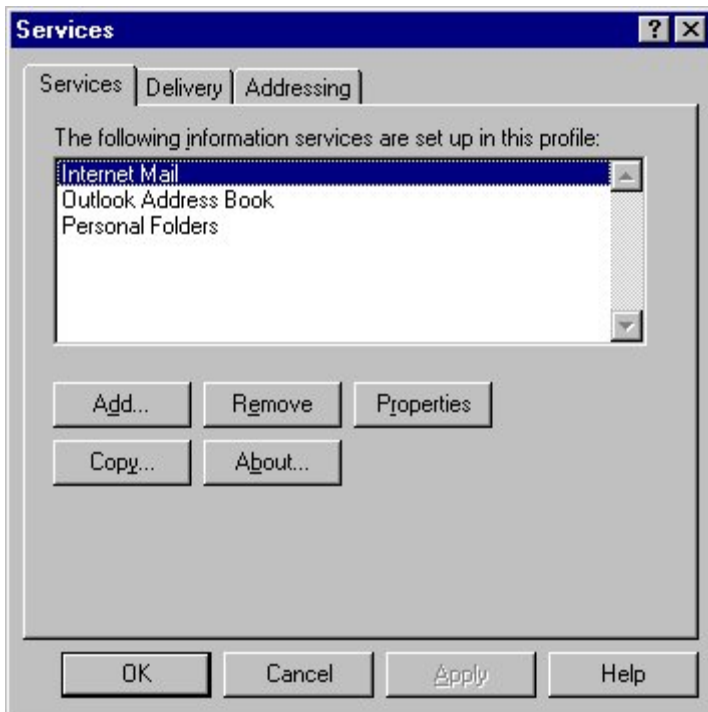 Services
Services Delivery Addressing
The following information services are set up in this profile:
Internet Mail
Outlook Address Book
Personal Folders
Add... Remove Properties
Copy... About...
OK Cancel Apply Help